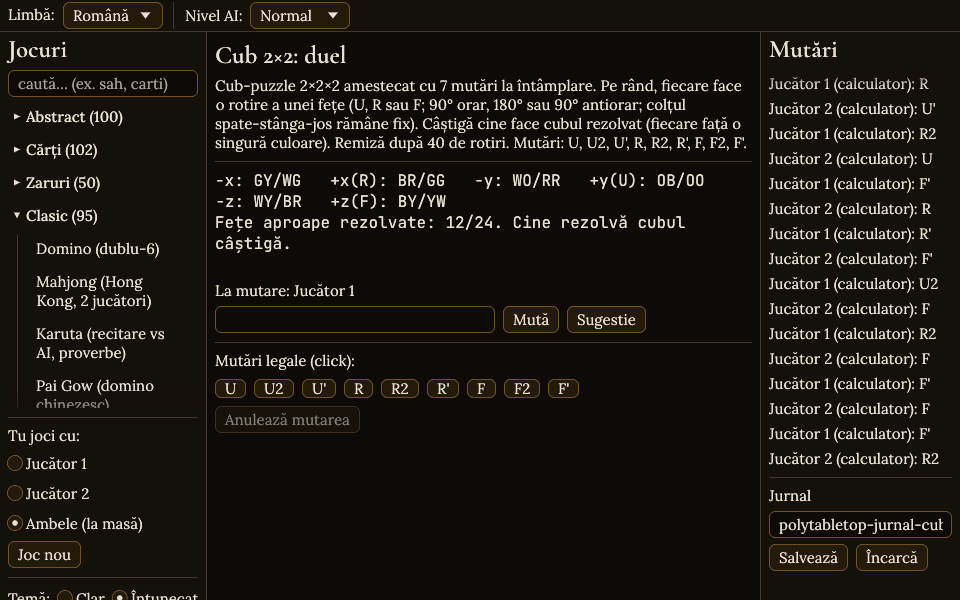 Limbă: Română ▼ Nivel AI: Normal ▼
Jocuri
caută... (ex. sah, carti)
▸ Abstract (100)
▸ Cărți (102)
▸ Zaruri (50)
▾ Clasic (95)
Domino (dublu-6)
Mahjong (Hong
Kong, 2 jucători)
Karuta (recitare vs
AI, proverbe)
Pai Gow (domino
chinezesc)
Tu joci cu:
Jucător 1
Jucător 2
Ambele (la masă)
Joc nou
Temă: Clar Întunecat
Cub 2×2: duel
Cub-puzzle 2×2×2 amestecat cu 7 mutări la întâmplare. Pe rând, fiecare face
o rotire a unei fețe (U, R sau F; 90° orar, 180° sau 90° antiorar; colțul
spate-stânga-jos rămâne fix). Câștigă cine face cubul rezolvat (fiecare față o
singură culoare). Remiză după 40 de rotiri. Mutări: U, U2, U', R, R2, R', F, F2, F'.
-x: GY/WG +x(R): BR/GG -y: WO/RR +y(U): OB/OO
-z: WY/BR +z(F): BY/YW
Fețe aproape rezolvate: 12/24. Cine rezolvă cubul
câștigă.
La mutare: Jucător 1
Mută Sugestie
Mutări legale (click):
U U2 U' R R2 R' F F2 F'
Anulează mutarea
Mutări
Jucător 1 (calculator): R
Jucător 2 (calculator): U'
Jucător 1 (calculator): R2
Jucător 2 (calculator): U
Jucător 1 (calculator): F'
Jucător 2 (calculator): R
Jucător 1 (calculator): R'
Jucător 2 (calculator): F'
Jucător 1 (calculator): U2
Jucător 2 (calculator): F
Jucător 1 (calculator): R2
Jucător 2 (calculator): F
Jucător 1 (calculator): F'
Jucător 2 (calculator): F
Jucător 1 (calculator): F'
Jucător 2 (calculator): R2
Jurnal
polytabletop-jurnal-cub
Salvează Încarcă